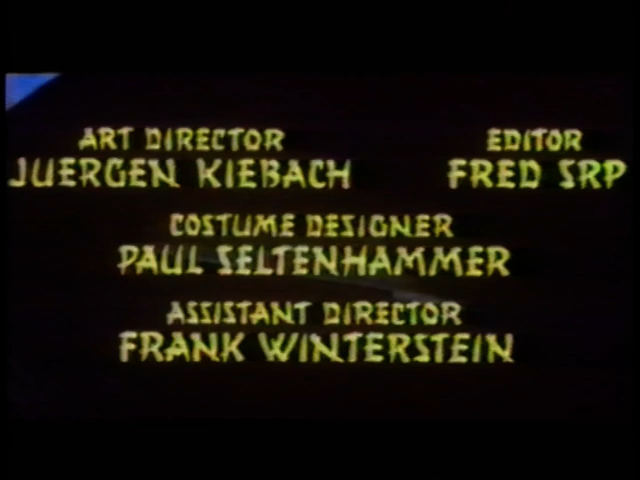 ART DIRECTOR EDITOR
JUERGEN KIEBACH FRED SRP
COSTUME DESIGNER
PAUL SELTENHAMMER
ASSISTANT DIRECTOR
FRANK WINTERSTEIN